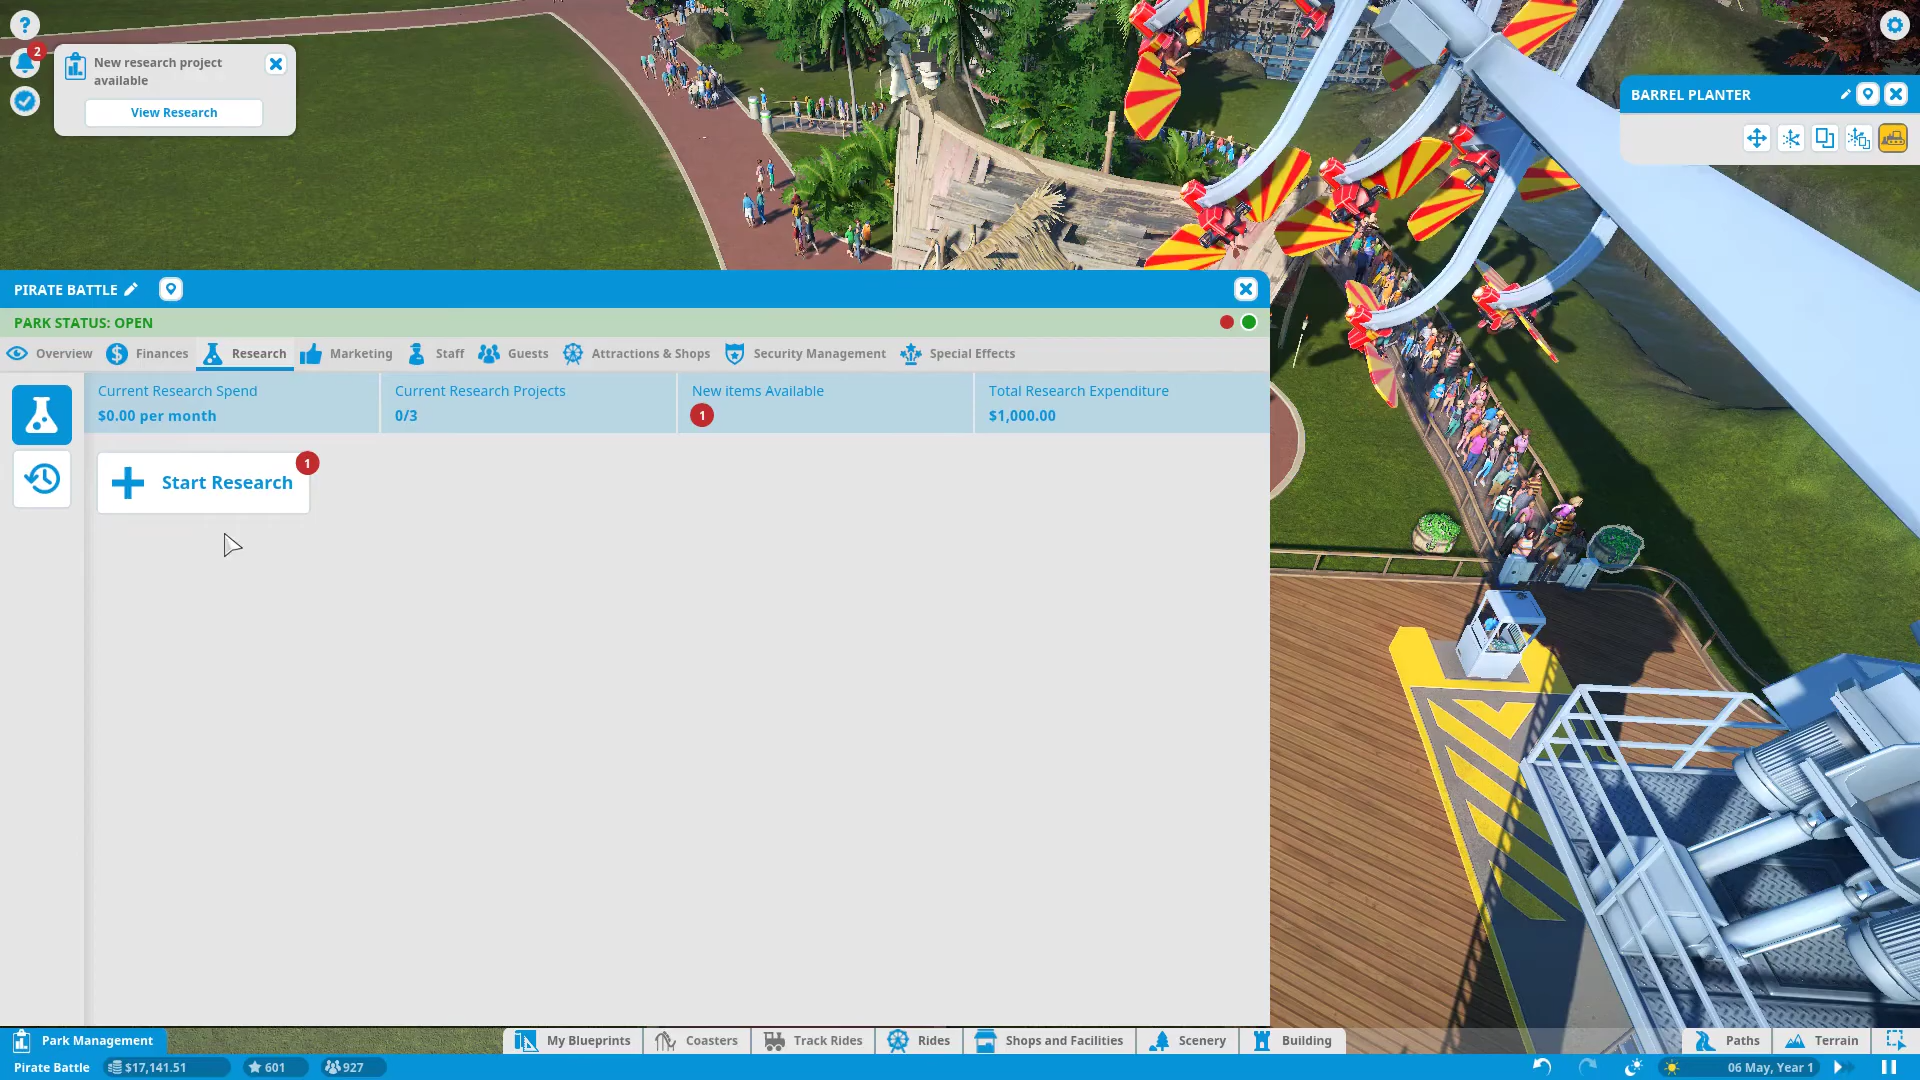 ?
2
New research project
available
View Research
BARREL PLANTER
PIRATE BATTLE
PARK STATUS: OPEN
Overview
Finances
Research
Marketing
Staff
Guests
Attractions & Shops
Security Management
Special Effects
Current Research Spend
$0.00 per month
Current Research Projects
0/3
New items Available
1
Total Research Expenditure
$1,000.00
Start Research
1
Park Management
My Blueprints
Coasters
Track Rides
Rides
Shops and Facilities
Scenery
Building
Paths
Terrain
Pirate Battle
$17,141.51
601
927
06 May, Year 1